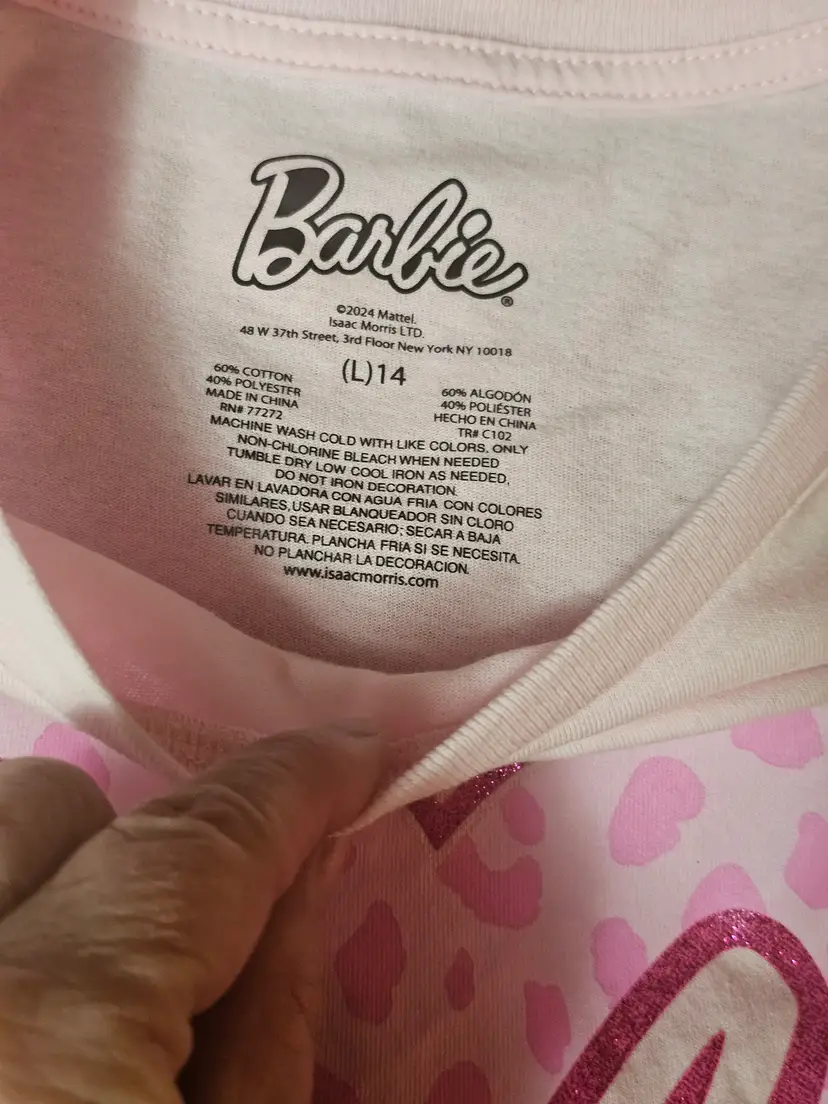 Barbie®
©2024 Mattel.
Isaac Morris LTD.
48 W 37th Street, 3rd Floor New York NY 10018
(L)14
60% COTTON
40% POLYESTER
MADE IN CHINA
RN# 77272
60% ALGODÓN
40% POLIÉSTER
HECHO EN CHINA
TR# C102
MACHINE WASH COLD WITH LIKE COLORS, ONLY
NON-CHLORINE BLEACH WHEN NEEDED
TUMBLE DRY LOW COOL IRON AS NEEDED,
DO NOT IRON DECORATION.
LAVAR EN LAVADORA CON AGUA FRIA CON COLORES
SIMILARES, USAR BLANQUEADOR SIN CLORO
CUANDO SEA NECESARIO; SECAR A BAJA
TEMPERATURA. PLANCHA FRIA SI SE NECESITA.
NO PLANCHAR LA DECORACION.
www.isaacmorris.com